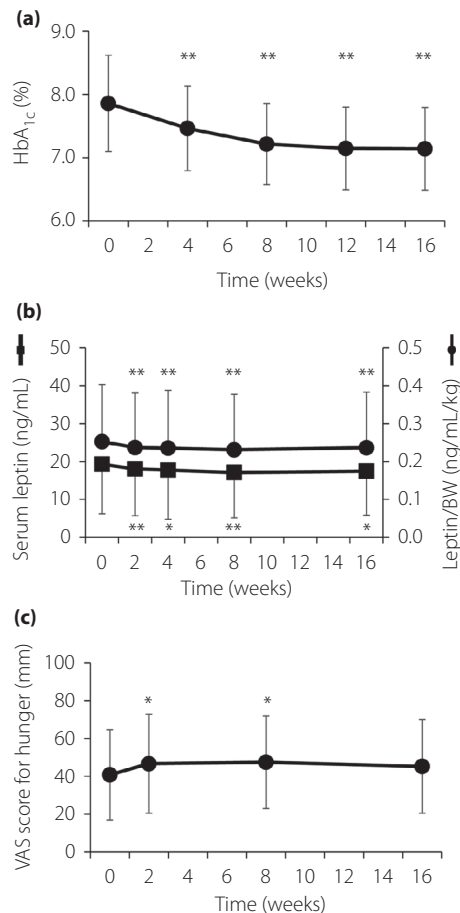 (a)
9.0
** ** ** **
8.0
7.0
6.0
HbA1c (%)
0 2 4 6 8 10 12 14 16
Time (weeks)
(b)
50 0.5
** ** ** **
40 0.4
30 0.3
20 0.2
10 0.1
** * ** *
0 0.0
Serum leptin (ng/mL)
Leptin/BW (ng/mL/kg)
0 2 4 6 8 10 12 14 16
Time (weeks)
(c)
100
* *
80
60
40
20
0
VAS score for hunger (mm)
0 2 4 6 8 10 12 14 16
Time (weeks)